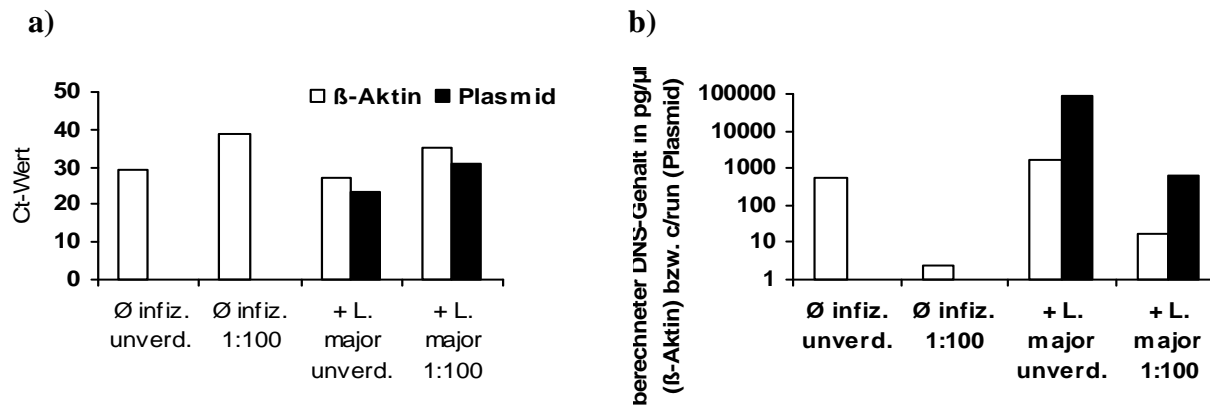 a)
50
40
30
20
10
0
Ct-Wert
ß-Aktin Plasmid
Ø infiz. unverd.
Ø infiz. 1:100
+ L. major unverd.
+ L. major 1:100
b)
berechneter DNS-Gehalt in pg/µl
(ß-Aktin) bzw. c/run (Plasmid)
100000
10000
1000
100
10
1
Ø infiz. unverd.
Ø infiz. 1:100
+ L. major unverd.
+ L. major 1:100